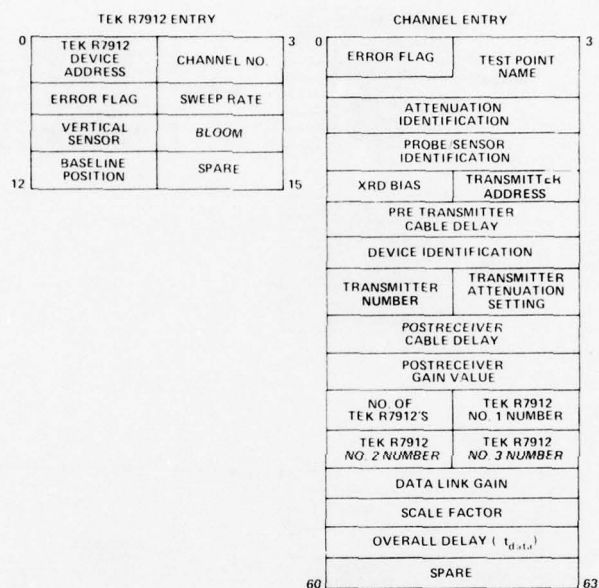 TEK R7912 ENTRY
0
3
TEK R7912
DEVICE
ADDRESS
CHANNEL NO.
ERROR FLAG
SWEEP RATE
VERTICAL
SENSOR
BLOOM
BASELINE
POSITION
SPARE
12
15
CHANNEL ENTRY
0
3
ERROR FLAG
TEST POINT
NAME
ATTENUATION
IDENTIFICATION
PROBE/SENSOR
IDENTIFICATION
XRD BIAS
TRANSMITTER
ADDRESS
PRE TRANSMITTER
CABLE DELAY
DEVICE IDENTIFICATION
TRANSMITTER
NUMBER
TRANSMITTER
ATTENUATION
SETTING
POSTRECEIVER
CABLE DELAY
POSTRECEIVER
GAIN VALUE
NO. OF
TEK R7912'S
TEK R7912
NO. 1 NUMBER
TEK R7912
NO. 2 NUMBER
TEK R7912
NO. 3 NUMBER
DATA LINK GAIN
SCALE FACTOR
OVERALL DELAY ( tdata)
SPARE
60
63